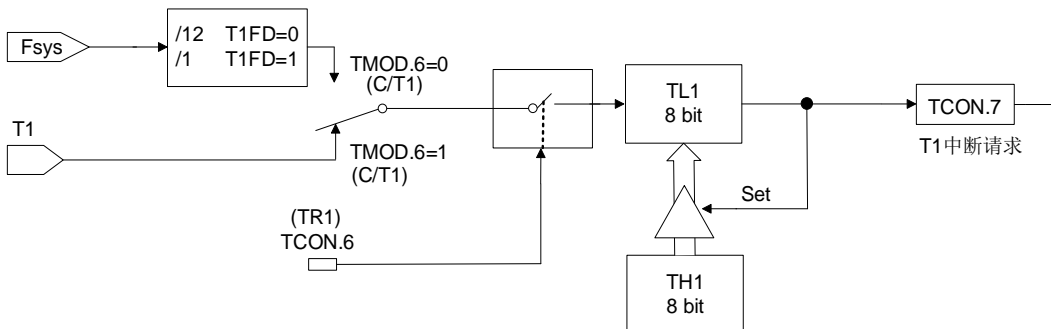 Fsys
/12 T1FD=0
/1 T1FD=1
TMOD.6=0
(C/T1)
T1
TMOD.6=1
(C/T1)
(TR1)
TCON.6
TL1
8 bit
TCON.7
T1中断请求
Set
TH1
8 bit